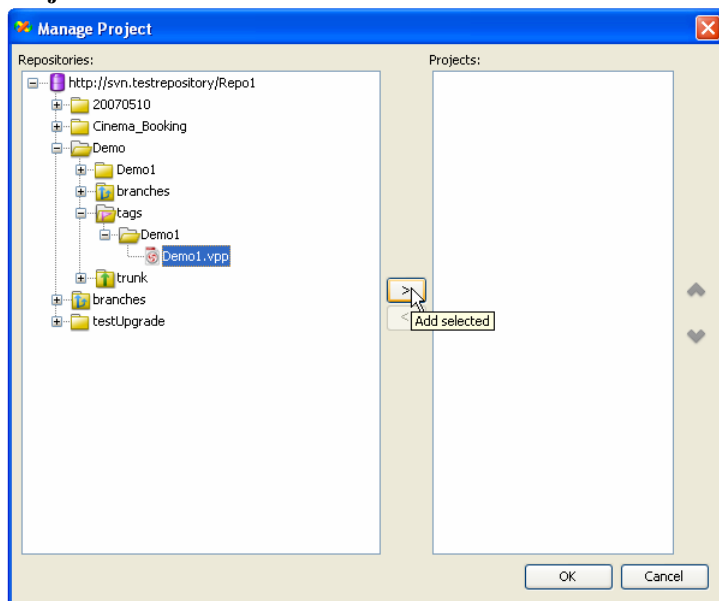 Manage Project
Repositories:
Projects:
http://svn.testrepository/Repo1
20070510
Cinema_Booking
Demo
Demo1
branches
tags
Demo1
Demo1.vpp
trunk
branches
testUpgrade
>
<
Add selected
OK
Cancel